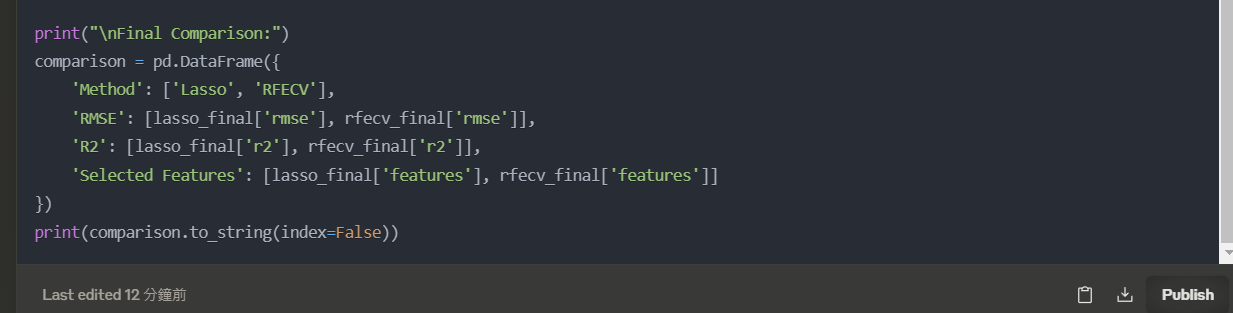 print("\nFinal Comparison:")
comparison = pd.DataFrame({
    'Method': ['Lasso', 'RFECV'],
    'RMSE': [lasso_final['rmse'], rfecv_final['rmse']],
    'R2': [lasso_final['r2'], rfecv_final['r2']],
    'Selected Features': [lasso_final['features'], rfecv_final['features']]
})
print(comparison.to_string(index=False))
Last edited 12 分鐘前
Publish